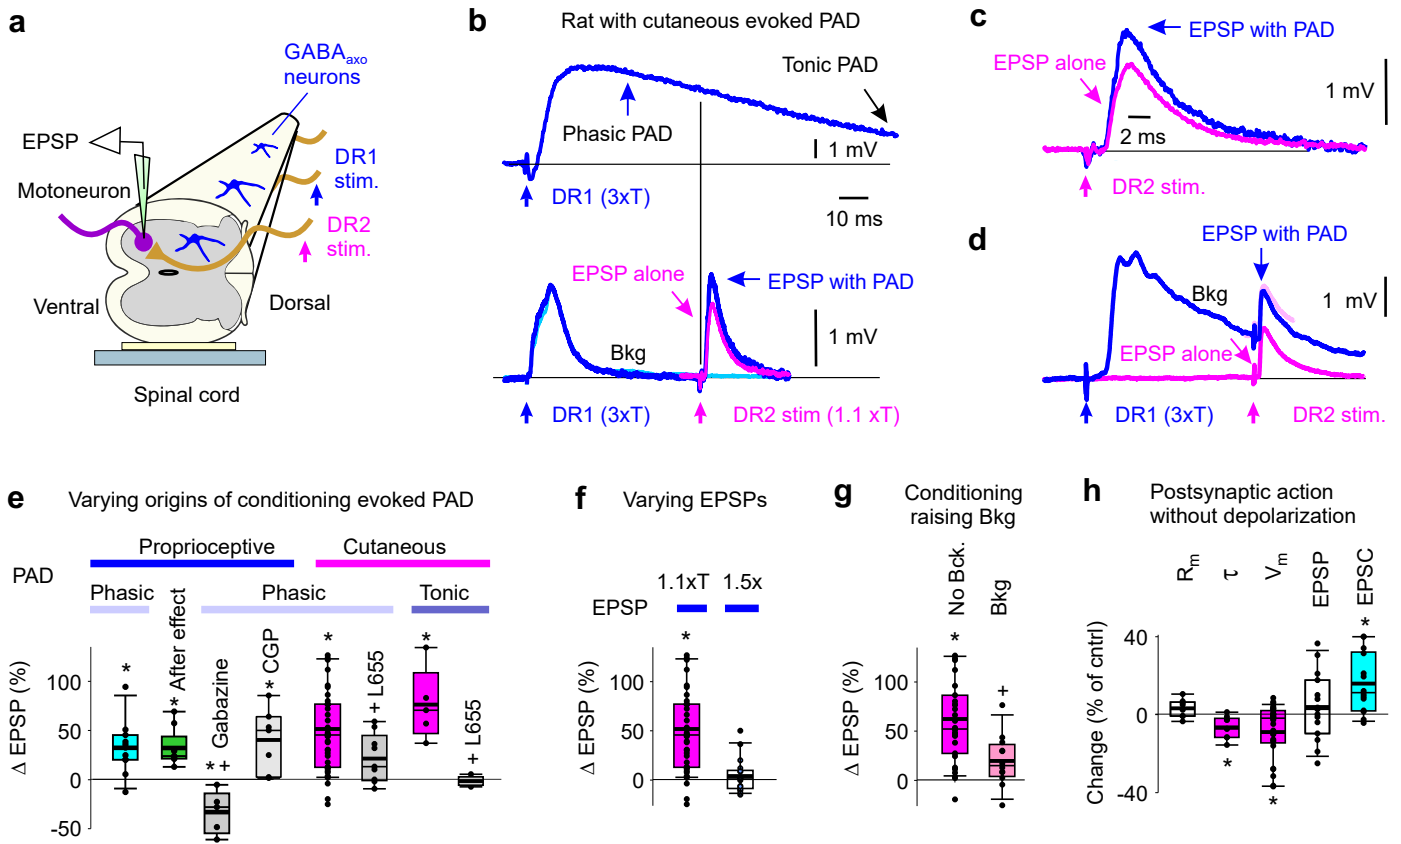 a
GABAaxo
neurons
EPSP
DR1
stim.
Motoneuron
DR2
stim.
Ventral
Dorsal
Spinal cord
b
Rat with cutaneous evoked PAD
Tonic PAD
Phasic PAD
1 mV
DR1 (3xT)
10 ms
EPSP alone
EPSP with PAD
Bkg
1 mV
DR1 (3xT)
DR2 stim (1.1 xT)
c
EPSP with PAD
EPSP alone
1 mV
2 ms
DR2 stim.
d
EPSP with PAD
Bkg
1 mV
EPSP alone
DR1 (3xT)
DR2 stim.
e
Varying origins of conditioning evoked PAD
Proprioceptive
Cutaneous
PAD
Phasic
Phasic
Tonic
Δ EPSP (%)
100
50
0
-50
*
* After effect
* + Gabazine
* CGP
*
+ L655
*
+ L655
f
Varying EPSPs
1.1xT
1.5x
EPSP
Δ EPSP (%)
100
50
0
*
g
Conditioning
raising Bkg
No Bck.
Bkg
Δ EPSP (%)
100
50
0
*
+
h
Postsynaptic action
without depolarization
Rm
τ
Vm
EPSP
EPSC
Change (% of cntrl)
40
0
-40
*
*
*